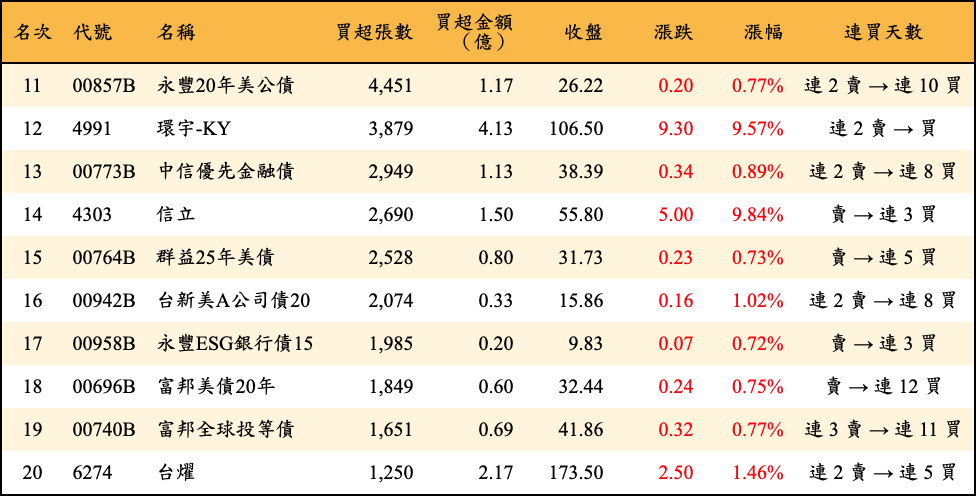 名次 代號 名稱 買超張數 買超金額（億） 收盤 漲跌 漲幅 連買天數
11 00857B 永豐20年美公債 4,451 1.17 26.22 0.20 0.77% 連 2 賣 → 連 10 買
12 4991 環宇-KY 3,879 4.13 106.50 9.30 9.57% 連 2 賣 → 買
13 00773B 中信優先金融債 2,949 1.13 38.39 0.34 0.89% 連 2 賣 → 連 8 買
14 4303 信立 2,690 1.50 55.80 5.00 9.84% 賣 → 連 3 買
15 00764B 群益25年美債 2,528 0.80 31.73 0.23 0.73% 賣 → 連 5 買
16 00942B 台新美A公司債20 2,074 0.33 15.86 0.16 1.02% 連 2 賣 → 連 8 買
17 00958B 永豐ESG銀行債15 1,985 0.20 9.83 0.07 0.72% 賣 → 連 3 買
18 00696B 富邦美債20年 1,849 0.60 32.44 0.24 0.75% 賣 → 連 12 買
19 00740B 富邦全球投等債 1,651 0.69 41.86 0.32 0.77% 連 3 賣 → 連 11 買
20 6274 台燿 1,250 2.17 173.50 2.50 1.46% 連 2 賣 → 連 5 買